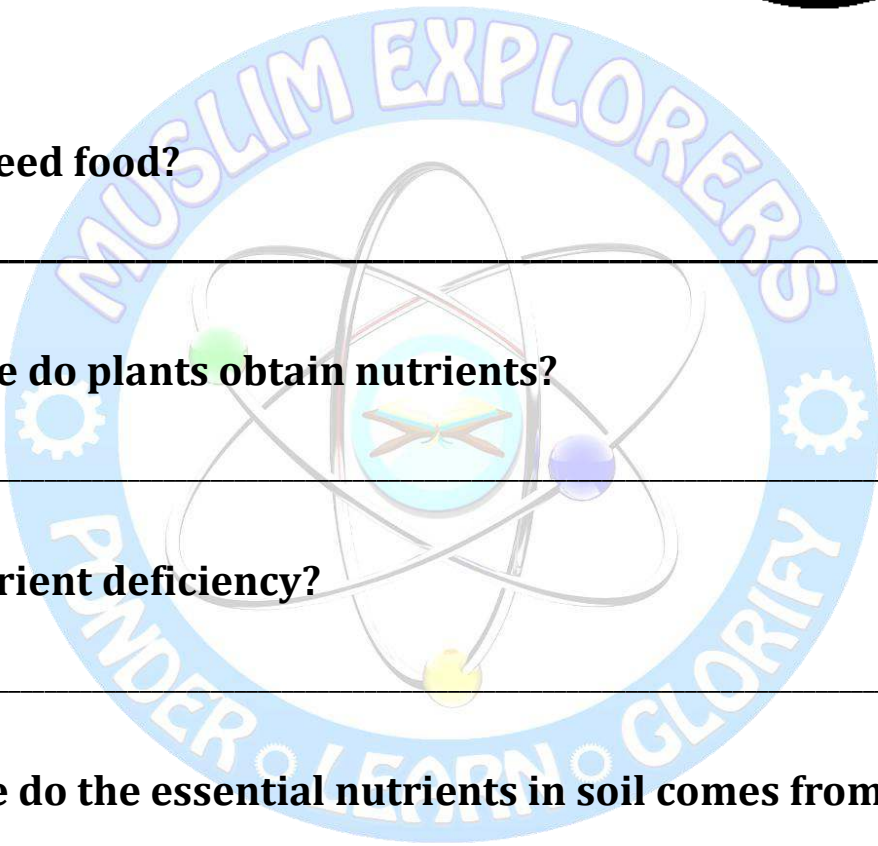 MUSLIM EXPLORERS
eed food?
e do plants obtain nutrients?
rient deficiency?
e do the essential nutrients in soil comes from
PONDER LEARN GLORIFY